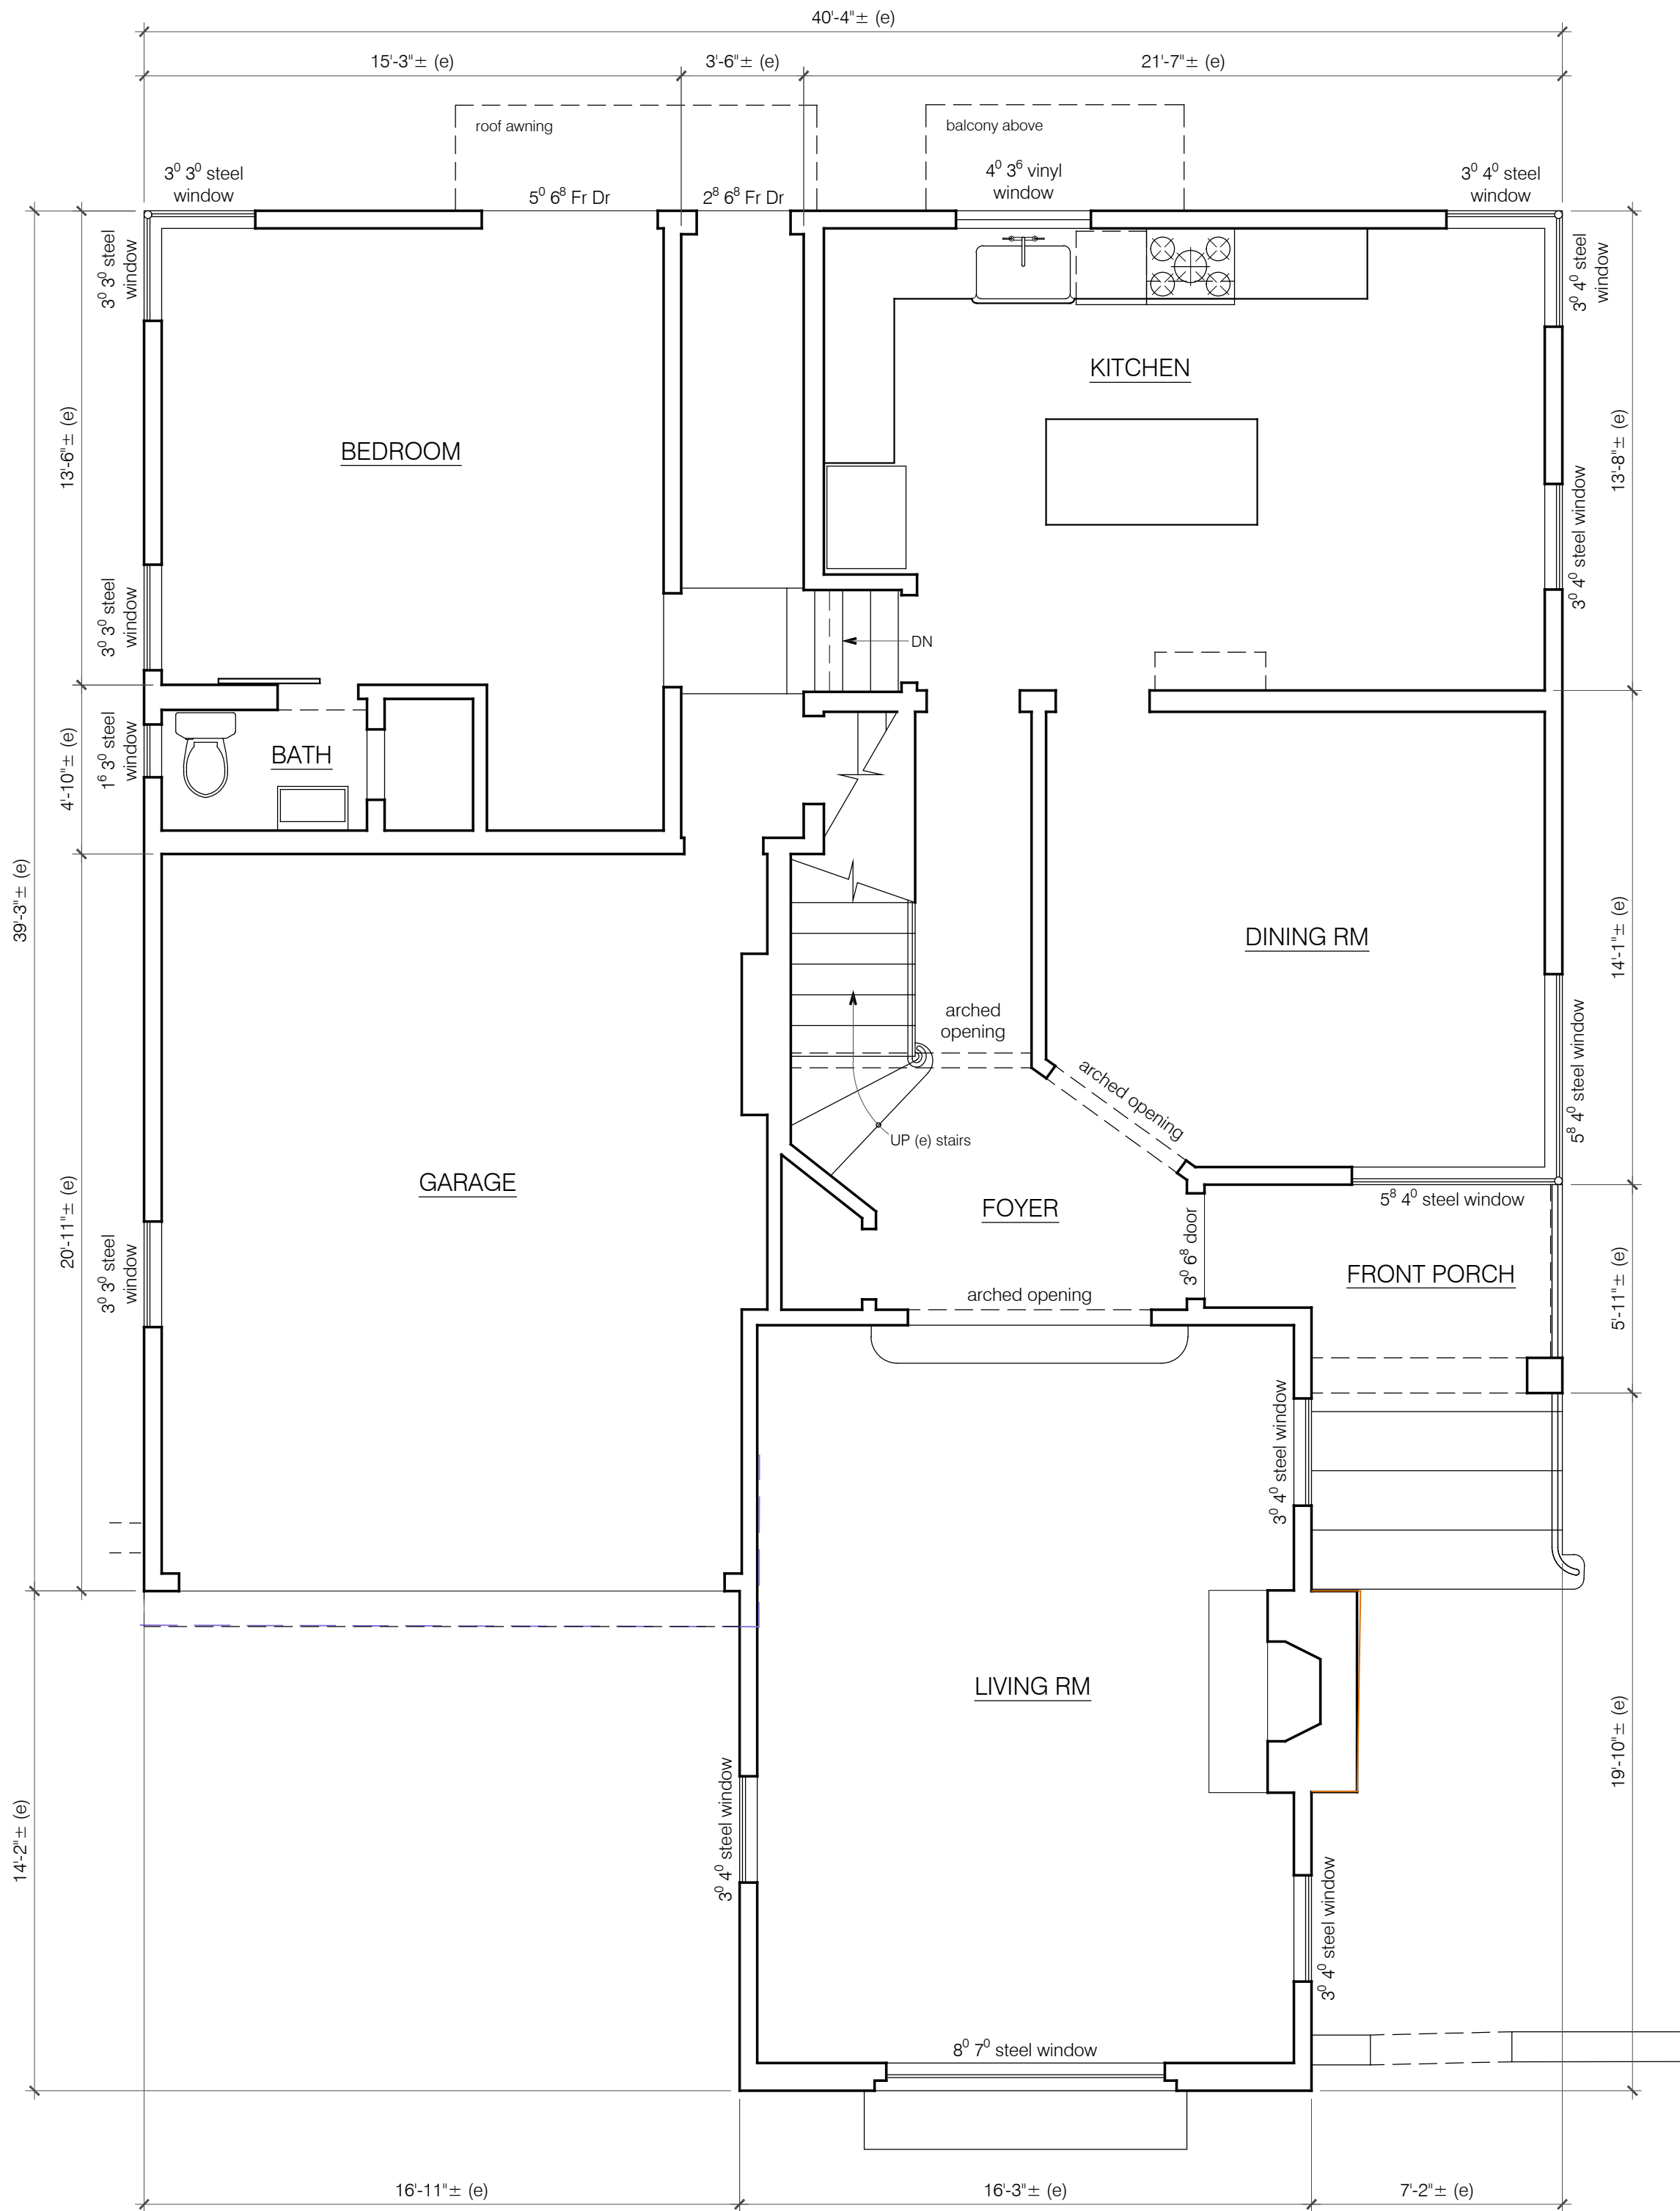 40'-4"± (e)
15'-3"± (e)
3'-6"± (e)
21'-7"± (e)
roof awning
balcony above
3⁰ 3⁰ steel
window
5⁰ 6⁸ Fr Dr
2⁸ 6⁸ Fr Dr
4⁰ 3⁶ vinyl
window
3⁰ 4⁰ steel
window
3⁰ 3⁰ steel
window
3⁰ 4⁰ steel
window
KITCHEN
BEDROOM
13'-6"± (e)
13'-8"± (e)
3⁰ 4⁰ steel window
3⁰ 3⁰ steel
window
DN
1⁶ 3⁰ steel
window
BATH
4'-10"± (e)
39'-3"± (e)
DINING RM
14'-1"± (e)
arched
opening
arched opening
5⁸ 4⁰ steel window
UP (e) stairs
GARAGE
20'-11"± (e)
FOYER
5⁸ 4⁰ steel window
3⁰ 3⁰ steel
window
3⁰ 6⁸ door
FRONT PORCH
arched opening
5'-11"± (e)
3⁰ 4⁰ steel window
LIVING RM
19'-10"± (e)
14'-2"± (e)
3⁰ 4⁰ steel window
3⁰ 4⁰ steel window
8⁰ 7⁰ steel window
16'-11"± (e)
16'-3"± (e)
7'-2"± (e)